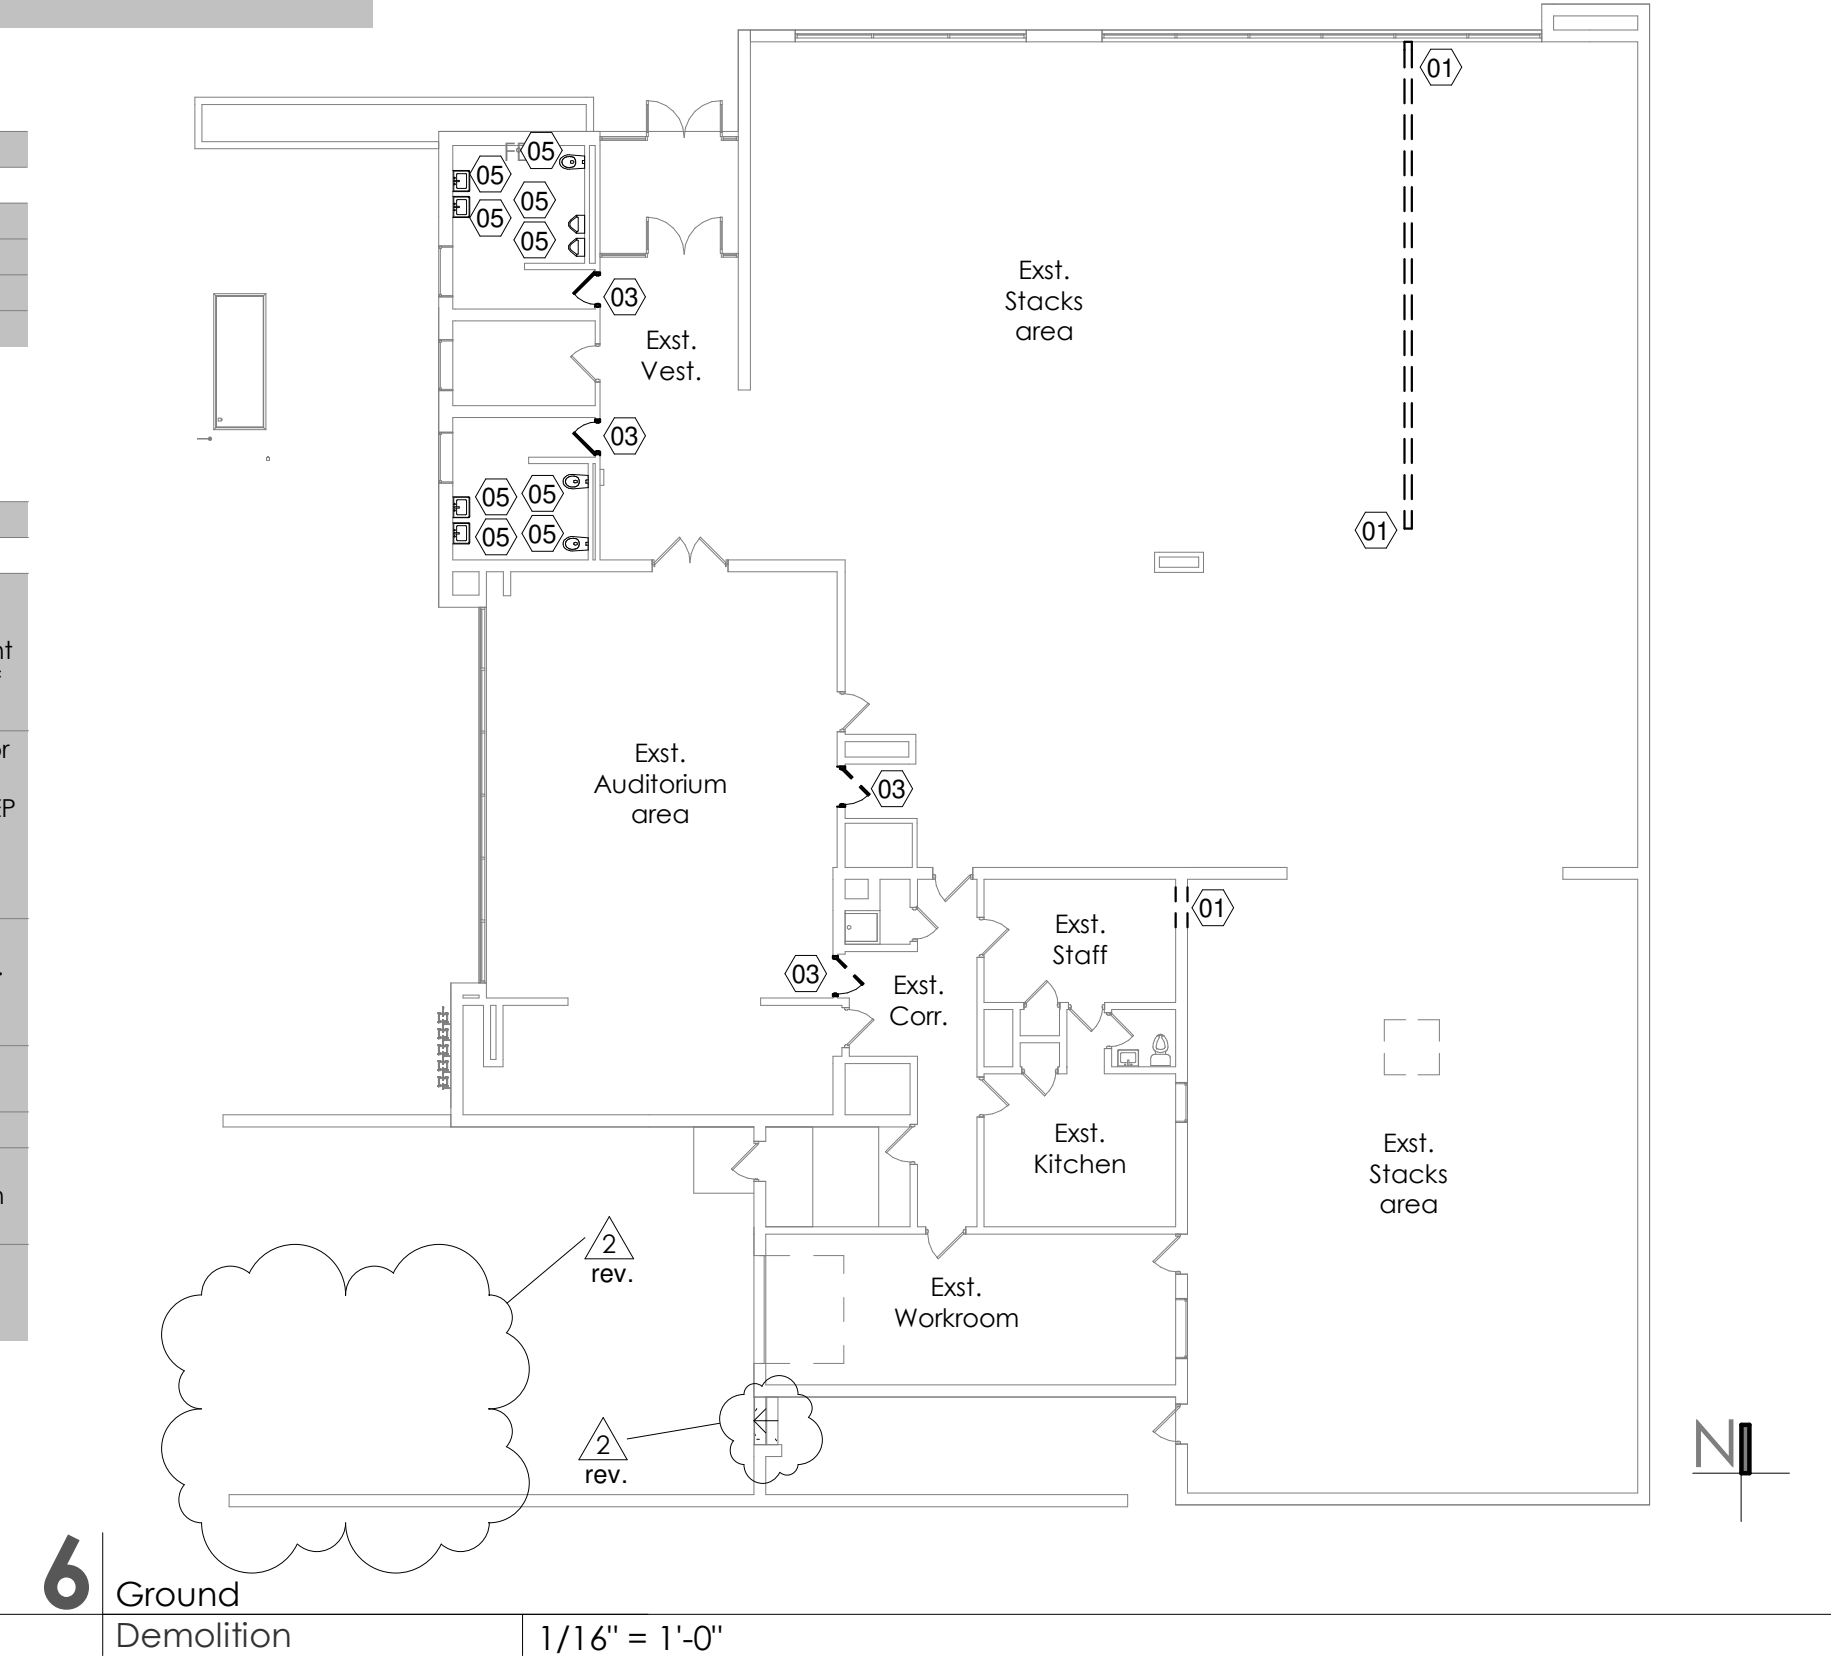 01
05
05
05
05
05
03
Exst.
Stacks
area
Exst.
Vest.
03
05
05
05
05
01
Exst.
Auditorium
area
03
01
Exst.
Staff
03
Exst.
Corr.
Exst.
Kitchen
Exst.
Stacks
area
2
rev.
Exst.
Workroom
2
rev.
N
6
Ground
Demolition
1/16" = 1'-0"